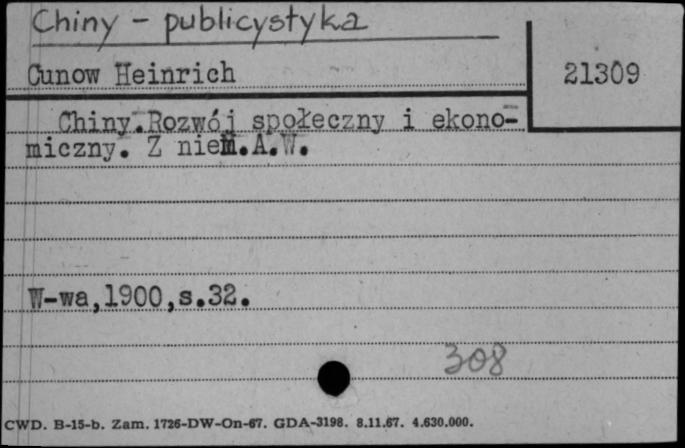 Chiny - publicystyka
Cunow Heinrich
21309
Chiny. Rozwój społeczny i ekono-
miczny. Z niem. A.W.
W-wa, 1900, s.32.
308
CWD. B-15-b. Zam. 1726-DW-On-67. GDA-3198. 8.11.67. 4.630.000.